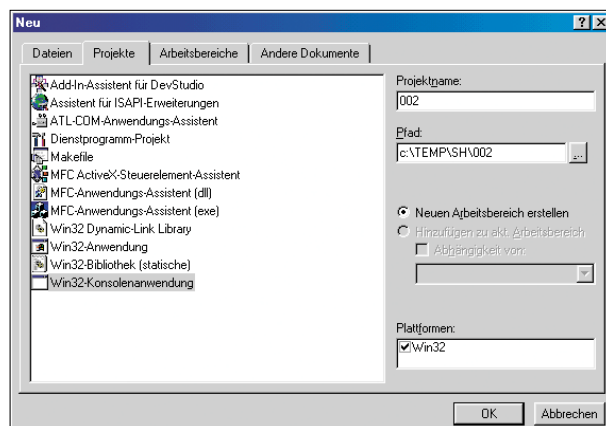 Neu
Dateien Projekte Arbeitsbereiche Andere Dokumente
Add-In-Assistent für DevStudio
Assistent für ISAPI-Erweiterungen
ATL-COM-Anwendungs-Assistent
Dienstprogramm-Projekt
Makefile
MFC ActiveX-Steuerelement-Assistent
MFC-Anwendungs-Assistent (dll)
MFC-Anwendungs-Assistent (exe)
Win32 Dynamic-Link Library
Win32-Anwendung
Win32-Bibliothek (statische)
Win32-Konsolenanwendung
Projektname:
002
Pfad:
c:\TEMP\SH\002
...
Neuen Arbeitsbereich erstellen
Hinzufügen zu akt. Arbeitsbereich
Abhängigkeit von:
Plattformen:
Win32
OK Abbrechen